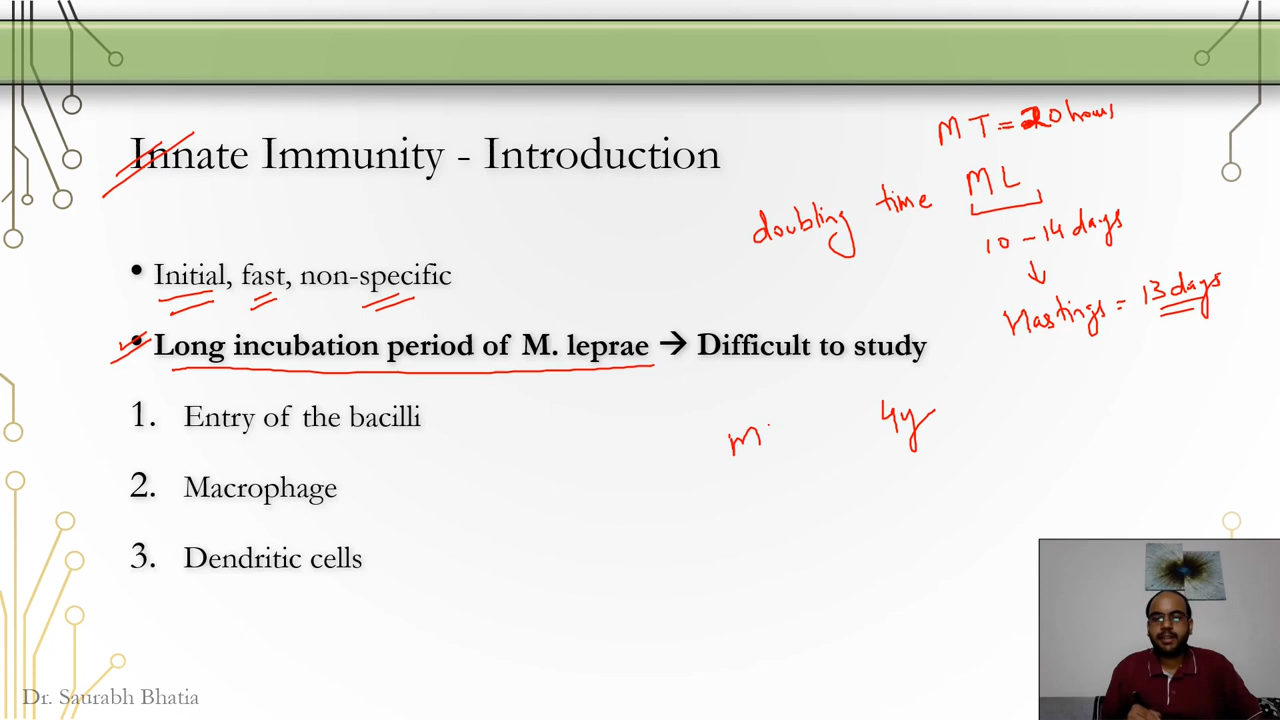 Innate Immunity - Introduction
MT = 20 hours
doubling time ML
10 - 14 days
↓
Hastings = 13 days
• Initial, fast, non-specific
• Long incubation period of M. leprae → Difficult to study
1. Entry of the bacilli
m 4y
2. Macrophage
3. Dendritic cells
Dr. Saurabh Bhatia